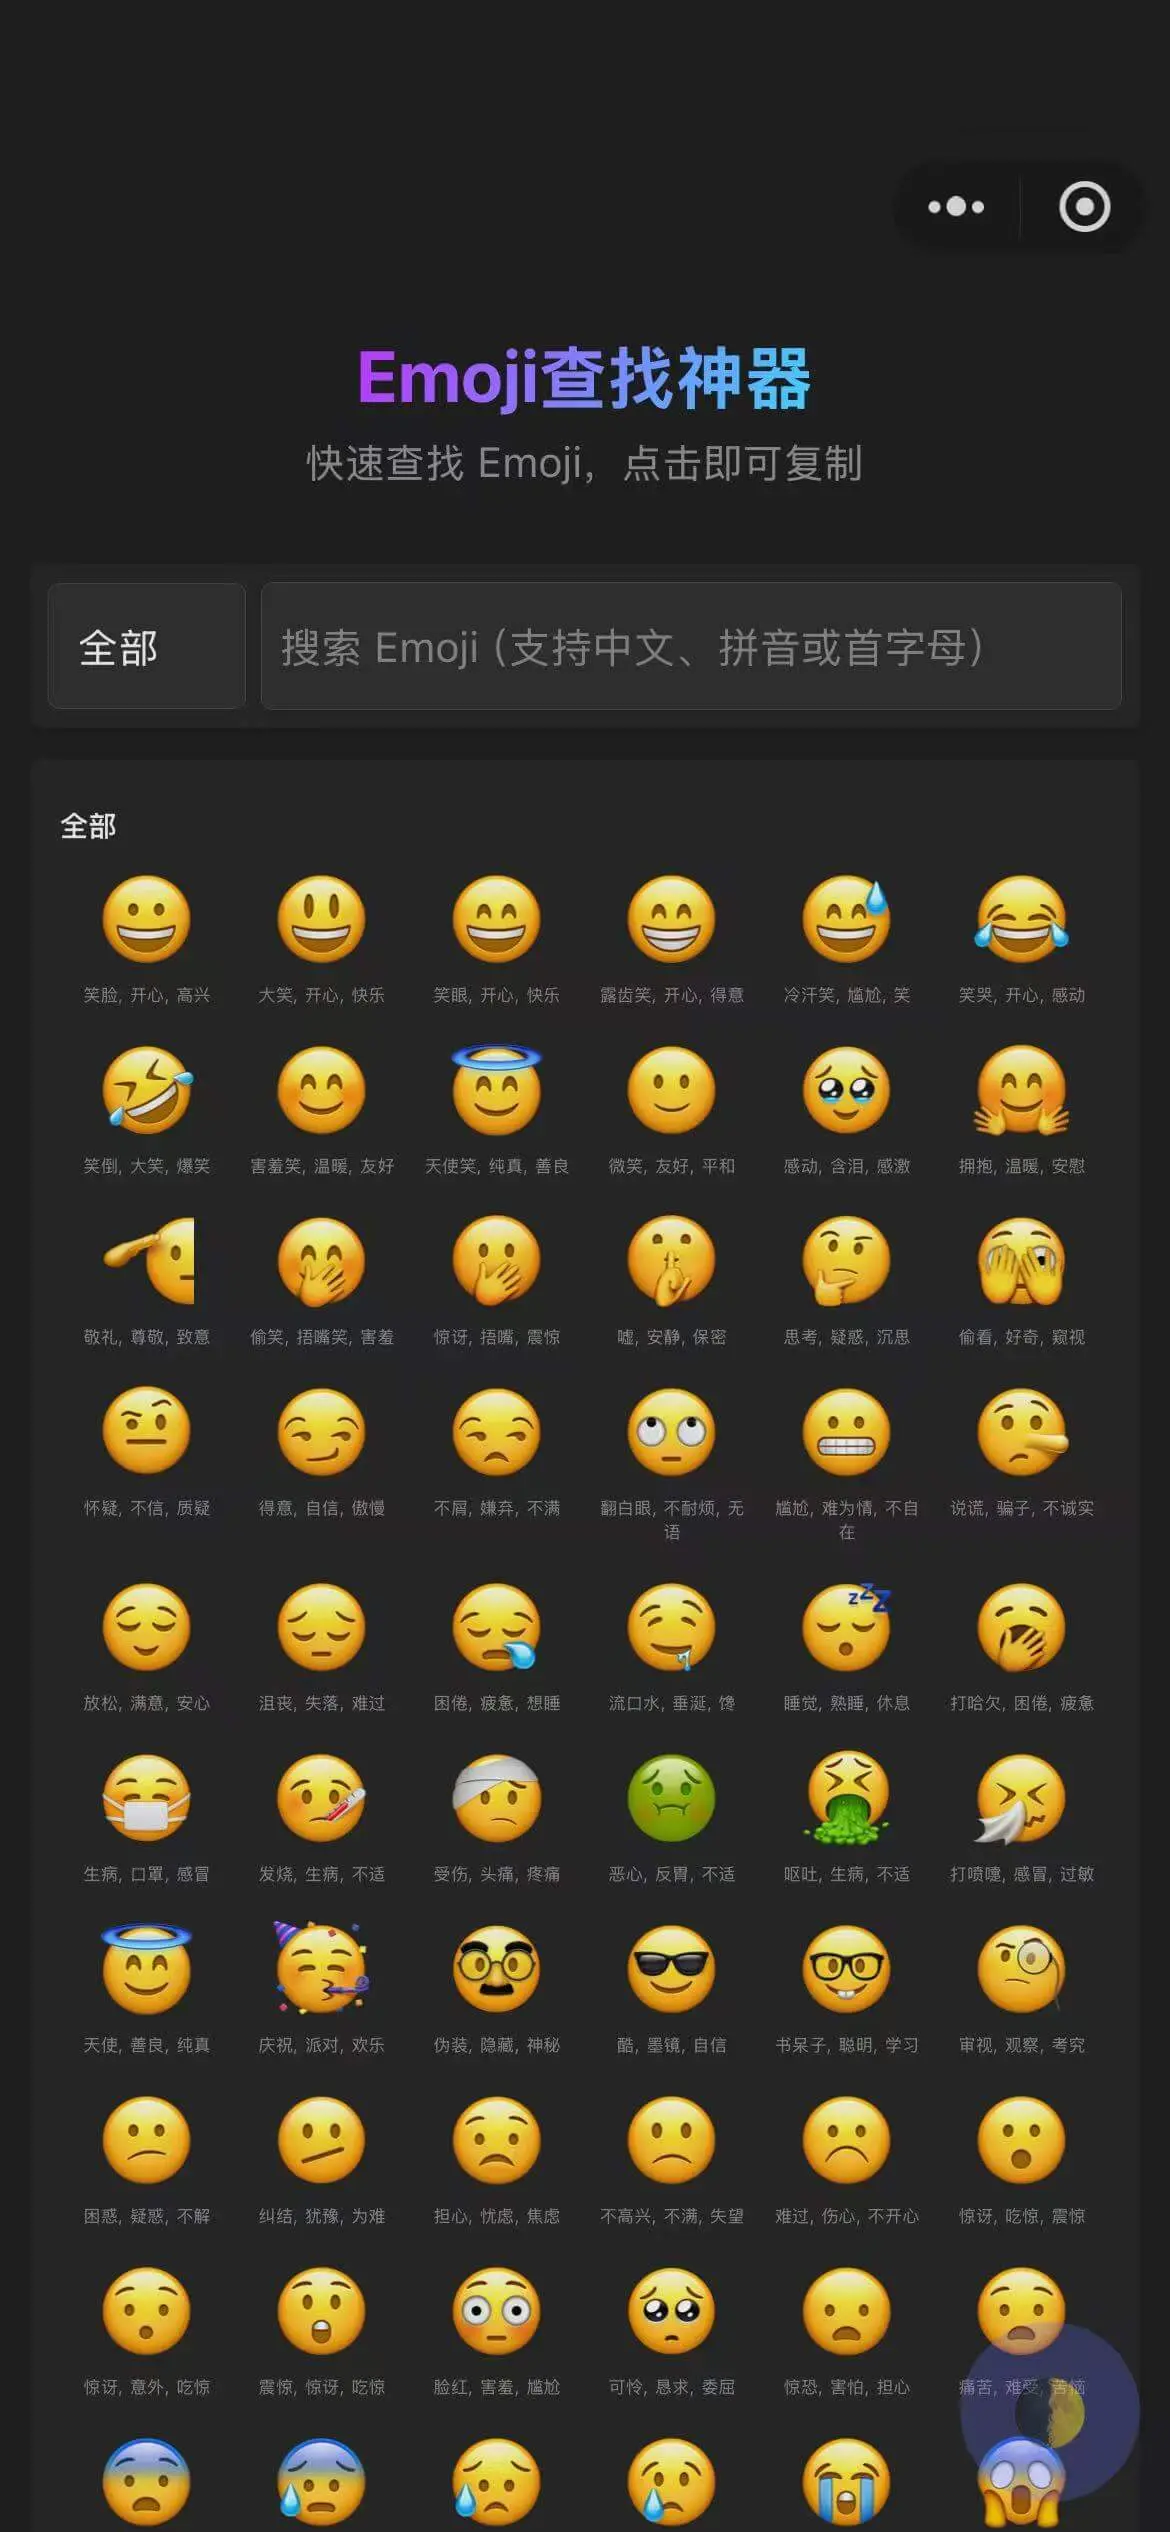 Emoji查找神器
快速查找 Emoji，点击即可复制
全部
搜索 Emoji (支持中文、拼音或首字母)
全部
笑脸, 开心, 高兴
大笑, 开心, 快乐
笑眼, 开心, 快乐
露齿笑, 开心, 得意
冷汗笑, 尴尬, 笑
笑哭, 开心, 感动
笑倒, 大笑, 爆笑
害羞笑, 温暖, 友好
天使笑, 纯真, 善良
微笑, 友好, 平和
感动, 含泪, 感激
拥抱, 温暖, 安慰
敬礼, 尊敬, 致意
偷笑, 捂嘴笑, 害羞
惊讶, 捂嘴, 震惊
嘘, 安静, 保密
思考, 疑惑, 沉思
偷看, 好奇, 窥视
怀疑, 不信, 质疑
得意, 自信, 傲慢
不屑, 嫌弃, 不满
翻白眼, 不耐烦, 无
语
尴尬, 难为情, 不自
在
说谎, 骗子, 不诚实
放松, 满意, 安心
沮丧, 失落, 难过
困倦, 疲惫, 想睡
流口水, 垂涎, 馋
睡觉, 熟睡, 休息
打哈欠, 困倦, 疲惫
生病, 口罩, 感冒
发烧, 生病, 不适
受伤, 头痛, 疼痛
恶心, 反胃, 不适
呕吐, 生病, 不适
打喷嚏, 感冒, 过敏
天使, 善良, 纯真
庆祝, 派对, 欢乐
伪装, 隐藏, 神秘
酷, 墨镜, 自信
书呆子, 聪明, 学习
审视, 观察, 考究
困惑, 疑惑, 不解
纠结, 犹豫, 为难
担心, 忧虑, 焦虑
不高兴, 不满, 失望
难过, 伤心, 不开心
惊讶, 吃惊, 震惊
惊讶, 意外, 吃惊
震惊, 惊讶, 吃惊
脸红, 害羞, 尴尬
可怜, 恳求, 委屈
惊恐, 害怕, 担心
痛苦, 难受, 苦恼